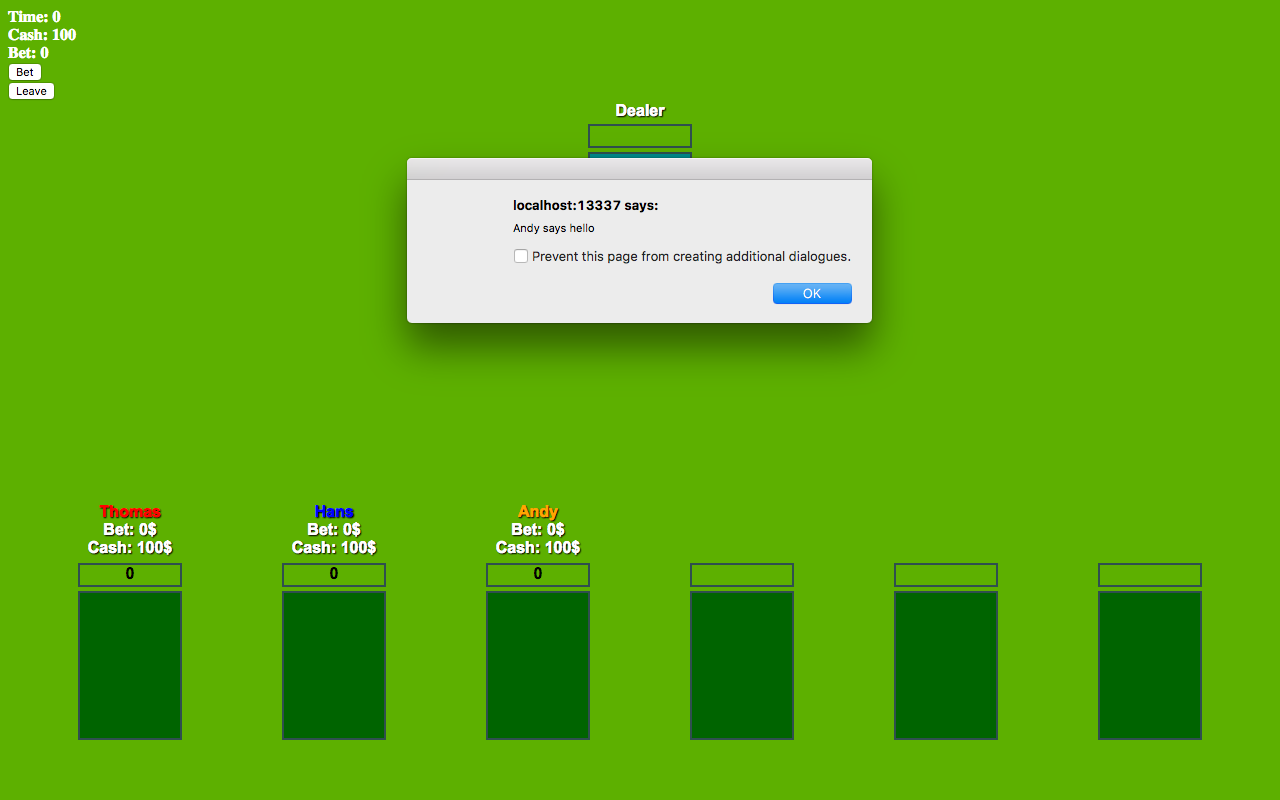 Time: 0
Cash: 100
Bet: 0
Bet
Leave
Dealer
localhost:13337 says:
Andy says hello
Prevent this page from creating additional dialogues.
OK
Thomas
Bet: 0$
Cash: 100$
0
Hans
Bet: 0$
Cash: 100$
0
Andy
Bet: 0$
Cash: 100$
0